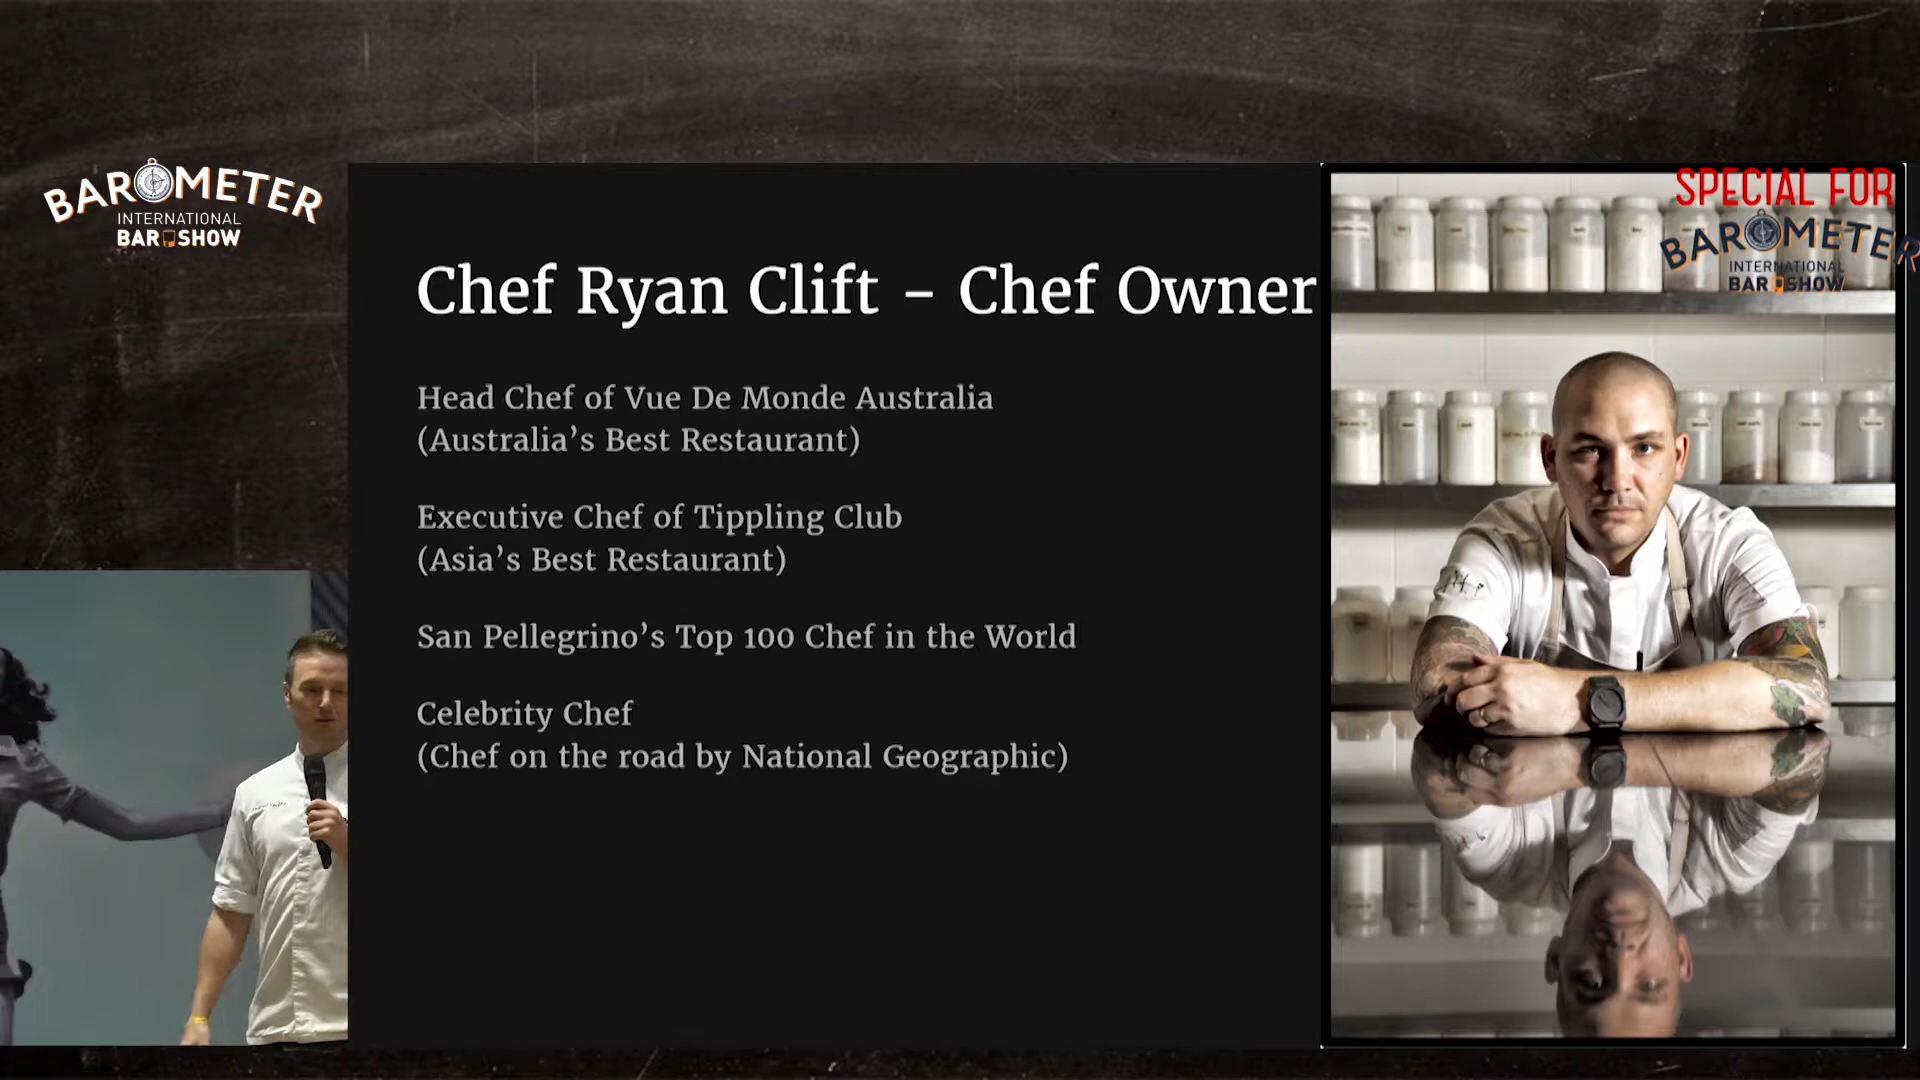 BAROMETER
INTERNATIONAL
BAR SHOW
SPECIAL FOR
BAROMETER
INTERNATIONAL
BAR SHOW
Chef Ryan Clift – Chef Owner
Head Chef of Vue De Monde Australia
(Australia’s Best Restaurant)
Executive Chef of Tippling Club
(Asia’s Best Restaurant)
San Pellegrino’s Top 100 Chef in the World
Celebrity Chef
(Chef on the road by National Geographic)